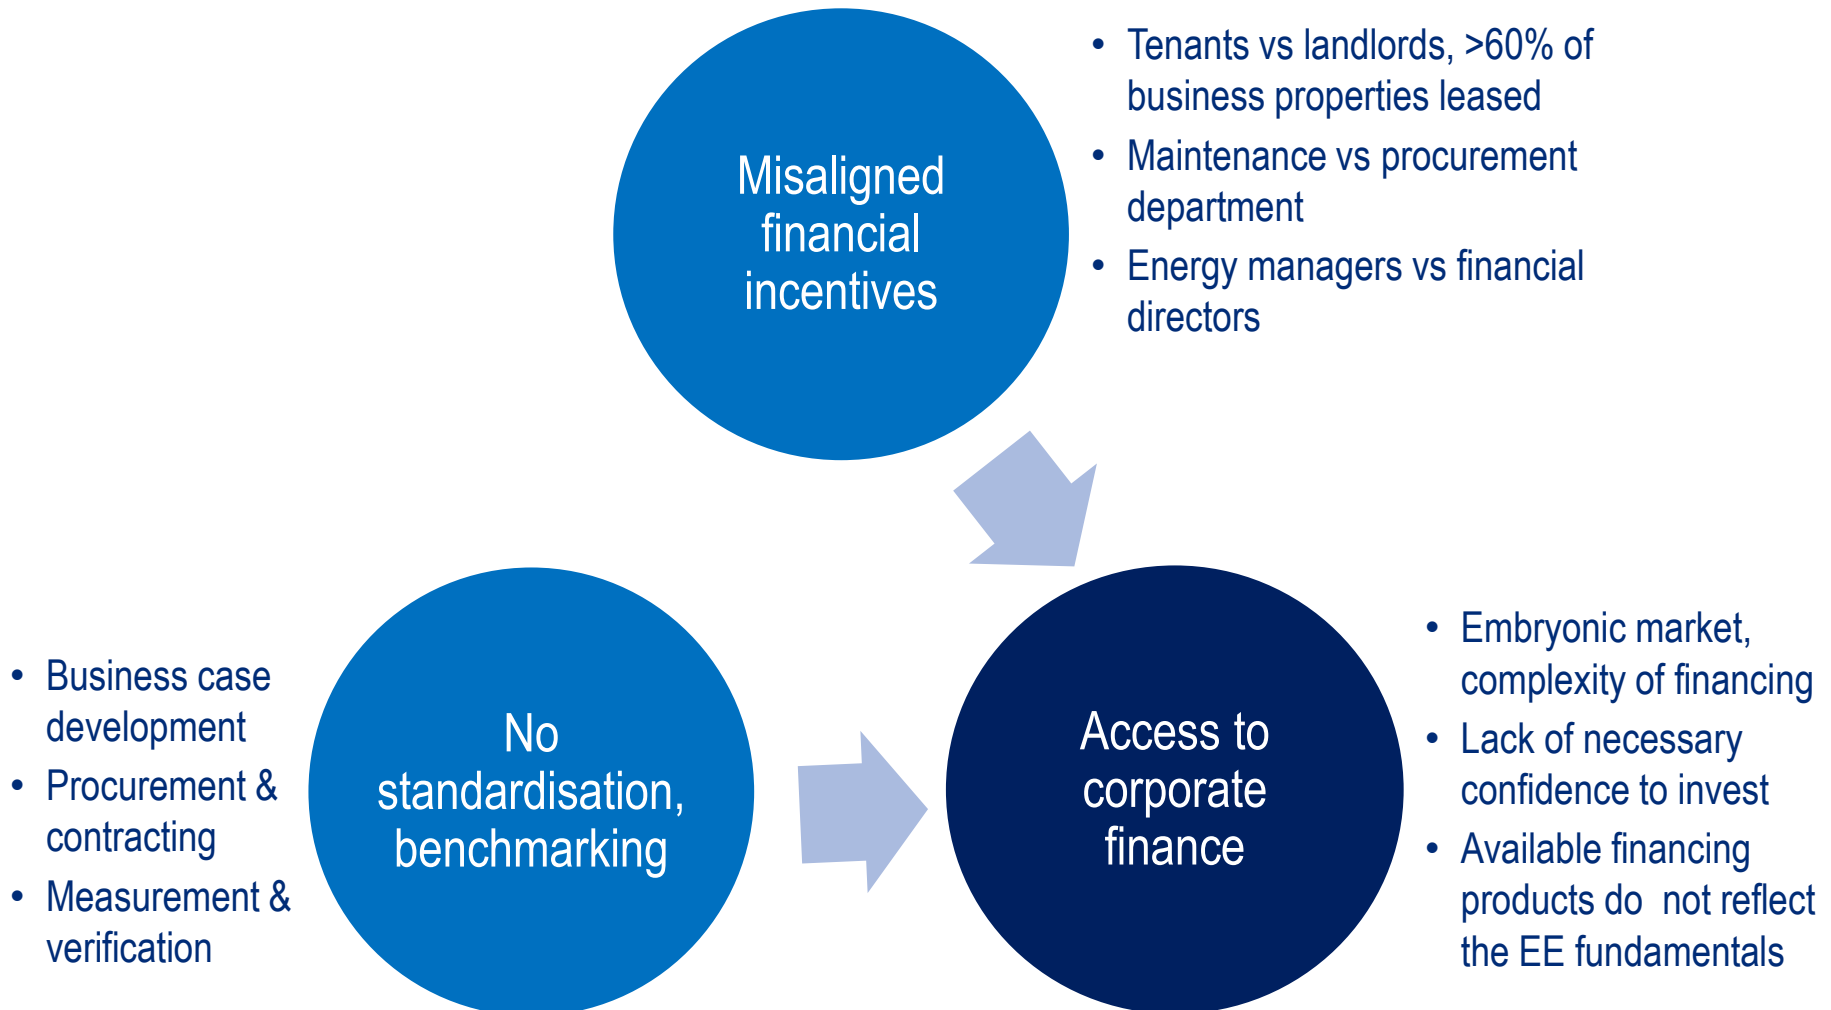 Misaligned
financial
incentives
• Tenants vs landlords, >60% of
business properties leased
• Maintenance vs procurement
department
• Energy managers vs financial
directors
• Business case
development
• Procurement &
contracting
• Measurement &
verification
No
standardisation,
benchmarking
Access to
corporate
finance
• Embryonic market,
complexity of financing
• Lack of necessary
confidence to invest
• Available financing
products do  not reflect
the EE fundamentals